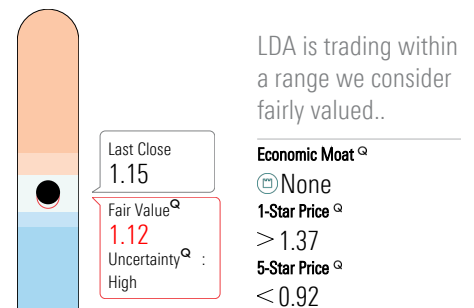 LDA is trading within
a range we consider
fairly valued..
Last Close
1.15
Fair Value Q
1.12
Uncertainty Q :
High
Economic Moat Q
None
1-Star Price Q
>1.37
5-Star Price Q
<0.92